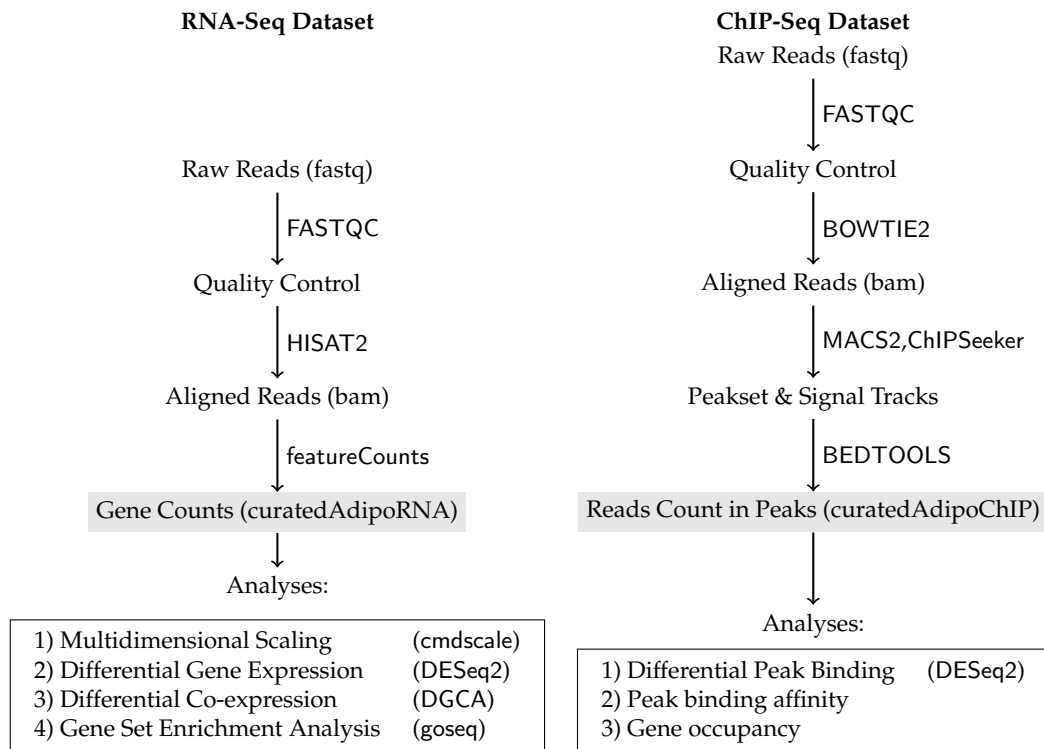 RNA-Seq Dataset
Raw Reads (fastq)
FASTQC
Quality Control
HISAT2
Aligned Reads (bam)
featureCounts
Gene Counts (curatedAdipoRNA)
Analyses:
1) Multidimensional Scaling (cmdscale)
2) Differential Gene Expression (DESeq2)
3) Differential Co-expression (DGCA)
4) Gene Set Enrichment Analysis (goseq)
ChIP-Seq Dataset
Raw Reads (fastq)
FASTQC
Quality Control
BOWTIE2
Aligned Reads (bam)
MACS2,ChIPSeeker
Peakset & Signal Tracks
BEDTOOLS
Reads Count in Peaks (curatedAdipoChIP)
Analyses:
1) Differential Peak Binding (DESeq2)
2) Peak binding affinity
3) Gene occupancy